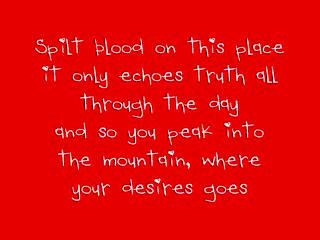 Spilt blood on this place
it only echoes truth all
through the day
and so you peak into
the mountain, where
your desires goes